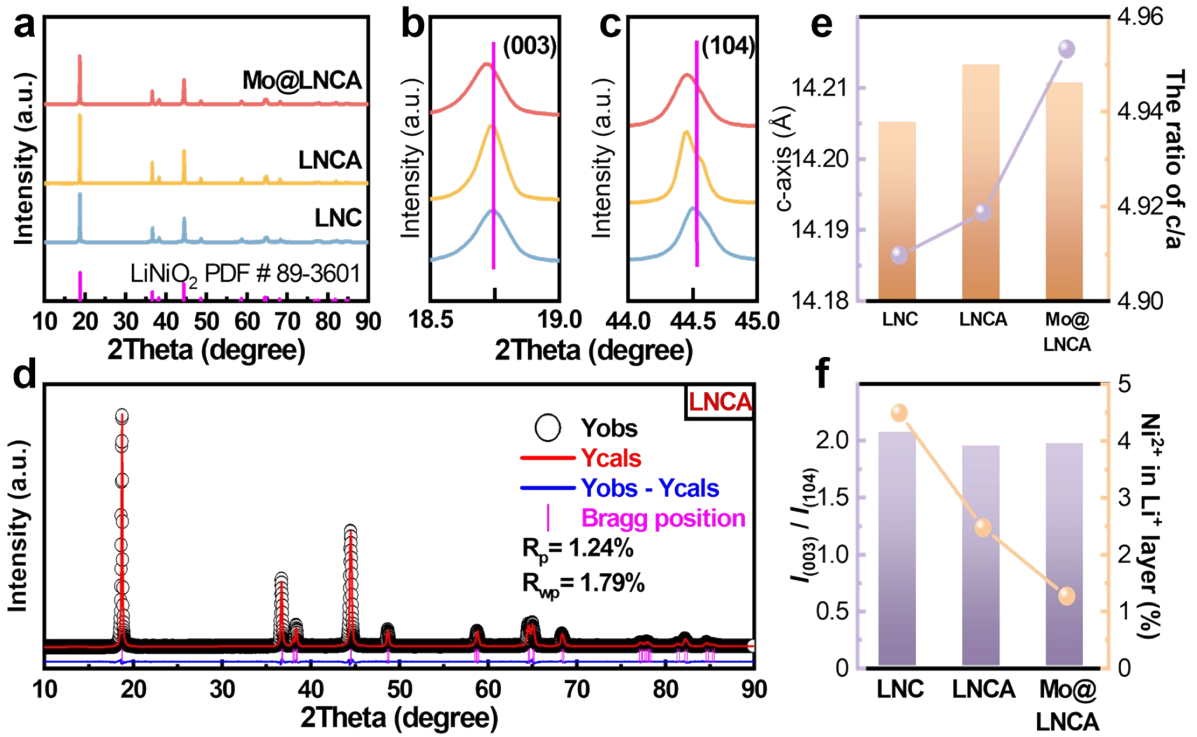 a
Intensity (a.u.)
Mo@LNCA
LNCA
LNC
LiNiO2 PDF # 89-3601
10 20 30 40 50 60 70 80 90
2Theta (degree)
b
Intensity (a.u.)
(003)
18.5 19.0
c
Intensity (a.u.)
(104)
44.0 44.5 45.0
2Theta (degree)
e
c-axis (Å)
14.21
14.20
14.19
14.18
4.96
4.94
4.92
4.90
The ratio of c/a
LNC LNCA Mo@
LNCA
d
Intensity (a.u.)
LNCA
Yobs
Ycals
Yobs - Ycals
Bragg position
Rp= 1.24%
Rwp= 1.79%
10 20 30 40 50 60 70 80 90
2Theta (degree)
f
I(003) / I(104)
2.0
1.5
1.0
0.5
0
5
4
3
2
1
0
Ni2+ in Li+ layer (%)
LNC LNCA Mo@
LNCA